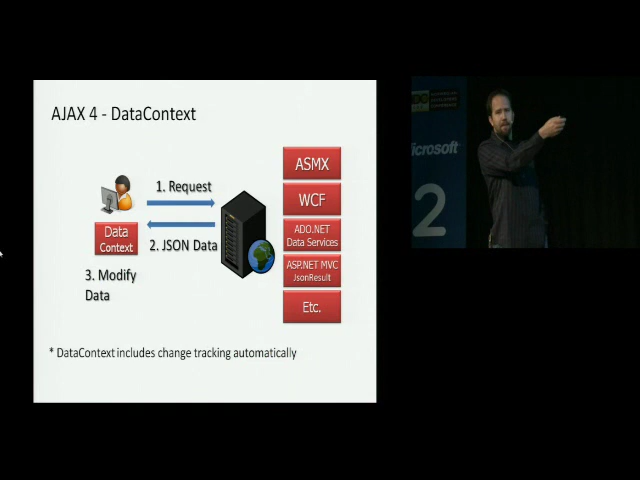 AJAX 4 - DataContext
1. Request
2. JSON Data
Data
Context
3. Modify
Data
ASMX
WCF
ADO.NET
Data Services
ASP.NET MVC
JsonResult
Etc.
* DataContext includes change tracking automatically
Microsoft
2